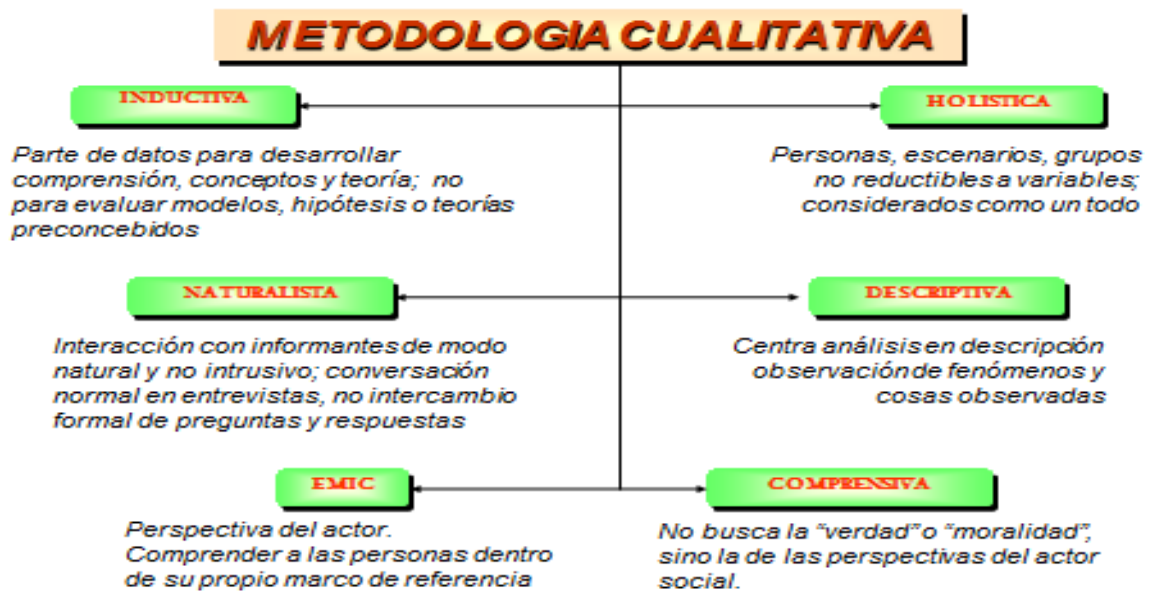 METODOLOGIA CUALITATIVA
INDUCTIVA
Parte de datos para desarrollar
comprensión, conceptos y teoría; no
para evaluar modelos, hipótesis o teorías
preconcebidos
HOLISTICA
Personas, escenarios, grupos
no reductibles a variables;
considerados como un todo
NATURALISTA
Interacción con informantes de modo
natural y no intrusivo; conversación
normal en entrevistas, no intercambio
formal de preguntas y respuestas
DESCRIPTIVA
Centra análisis en descripción
observación de fenómenos y
cosas observadas
EMIC
Perspectiva del actor.
Comprender a las personas dentro
de su propio marco de referencia
COMPRENSIVA
No busca la “verdad” o “moralidad”,
sino la de las perspectivas del actor
social.